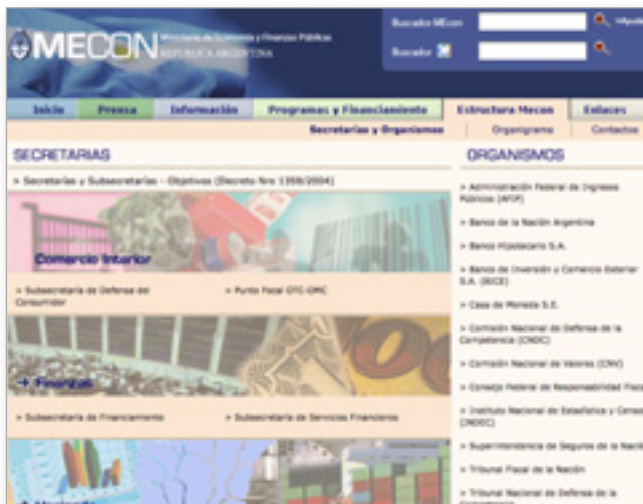 MECON
Ministerio de Economía y Finanzas Públicas
REPUBLICA ARGENTINA
Buscador MEcon
Buscador
Inicio Prensa Información Programas y Financiamiento Estructura Mecon Enlaces
Secretarías y Organismos Organigrama Contactos
SECRETARIAS
> Secretarías y Subsecretarías - Objetivos (Decreto Nro 1359/2004)
Comercio Interior
> Subsecretaría de Defensa del
Consumidor
> Punto Focal OTC-OMC
Finanzas
> Subsecretaría de Financiamiento
> Subsecretaría de Servicios Financieros
Hacienda
ORGANISMOS
> Administración Federal de Ingresos
Públicos (AFIP)
> Banco de la Nación Argentina
> Banco Hipotecario S.A.
> Banco de Inversión y Comercio Exterior
S.A. (BICE)
> Casa de Moneda S.E.
> Comisión Nacional de Defensa de la
Competencia (CNDC)
> Comisión Nacional de Valores (CNV)
> Consejo Federal de Responsabilidad Fiscal
> Instituto Nacional de Estadística y Censos
(INDEC)
> Superintendencia de Seguros de la Nación
> Tribunal Fiscal de la Nación
> Tribunal Nacional de Defensa de la
Competencia